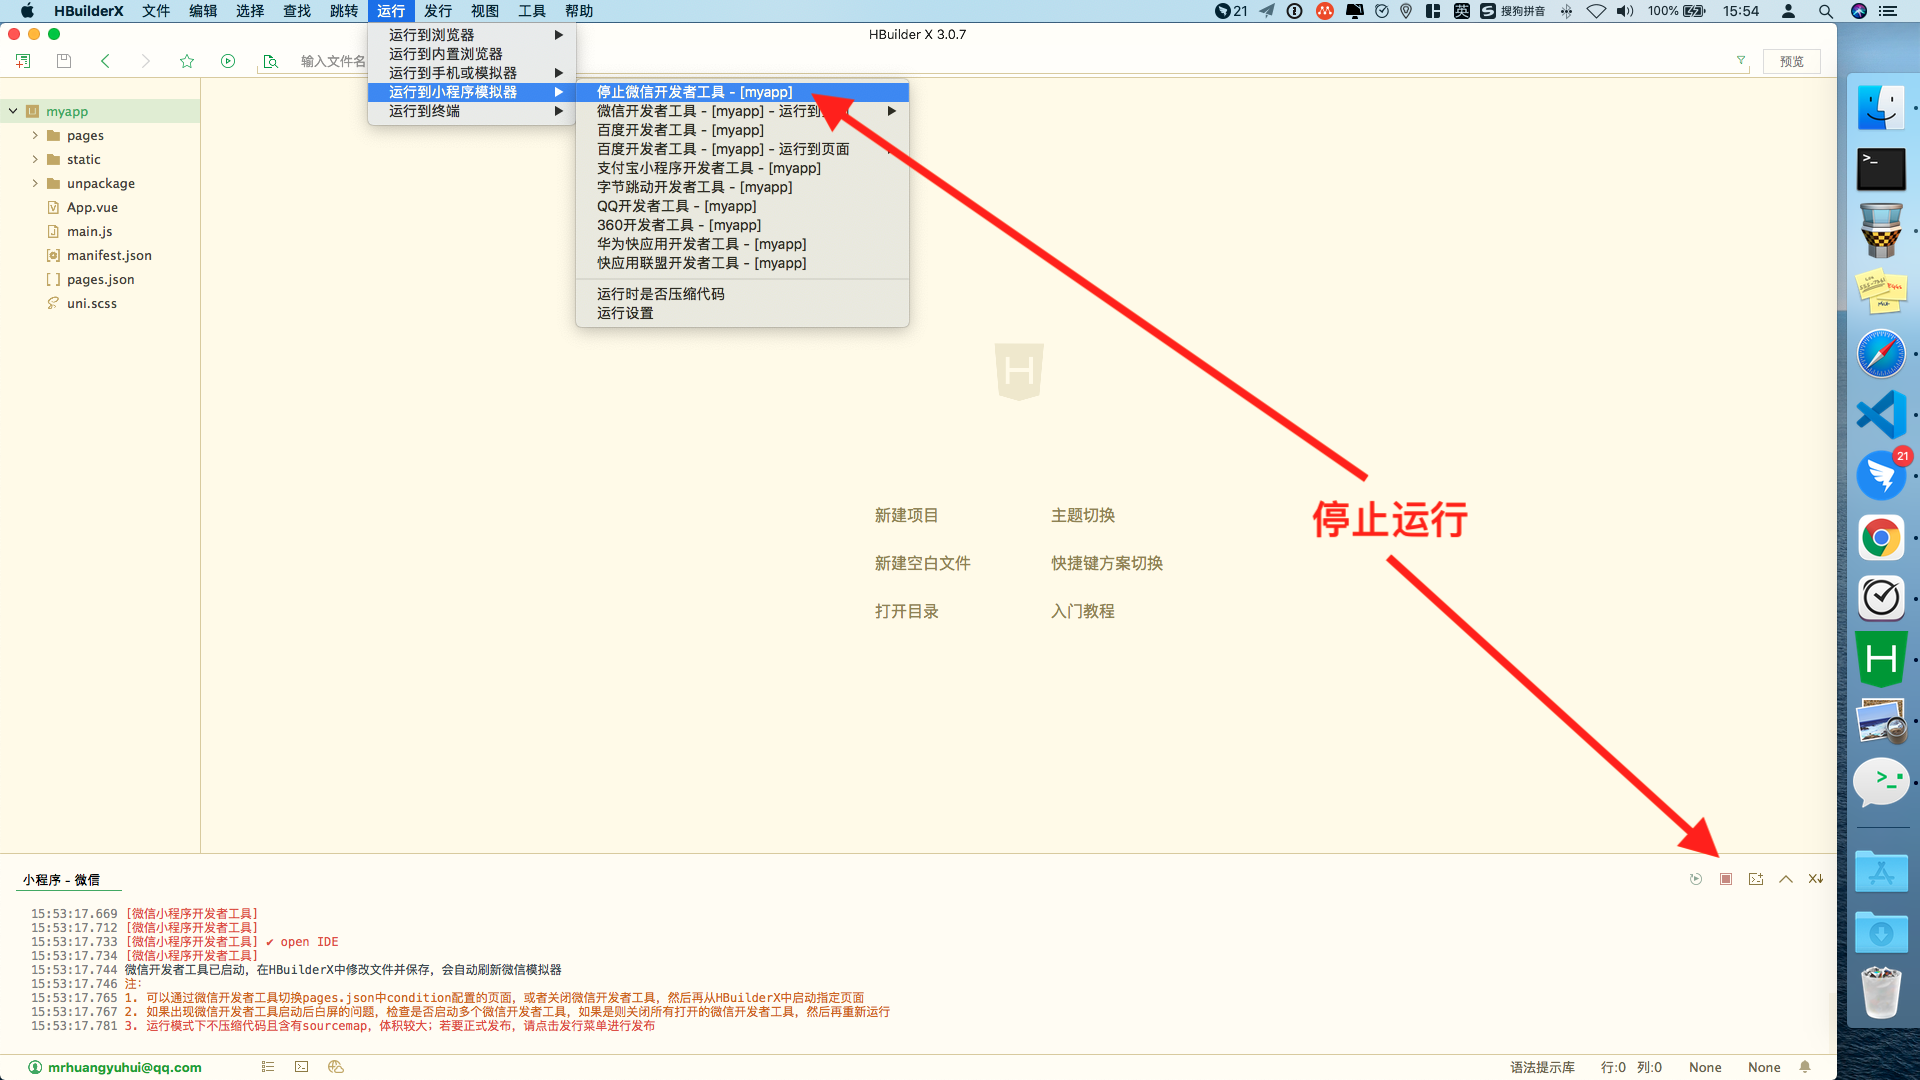 HBuilderX 文件 编辑 选择 查找 跳转 运行 发行 视图 工具 帮助 21 英 搜狗拼音 100% 15:54
HBuilder X 3.0.7
输入文件名
预览
运行到浏览器
运行到内置浏览器
运行到手机或模拟器
运行到小程序模拟器
运行到终端
停止微信开发者工具 - [myapp]
微信开发者工具 - [myapp] - 运行到
百度开发者工具 - [myapp]
百度开发者工具 - [myapp] - 运行到页面
支付宝小程序开发者工具 - [myapp]
字节跳动开发者工具 - [myapp]
QQ开发者工具 - [myapp]
360开发者工具 - [myapp]
华为快应用开发者工具 - [myapp]
快应用联盟开发者工具 - [myapp]
运行时是否压缩代码
运行设置
myapp
pages
static
unpackage
App.vue
main.js
manifest.json
pages.json
uni.scss
新建项目 主题切换
新建空白文件 快捷键方案切换
打开目录 入门教程
停止运行
21
小程序 - 微信
15:53:17.669 [微信小程序开发者工具]
15:53:17.712 [微信小程序开发者工具]
15:53:17.733 [微信小程序开发者工具] ✔ open IDE
15:53:17.734 [微信小程序开发者工具]
15:53:17.744 微信开发者工具已启动，在HBuilderX中修改文件并保存，会自动刷新微信模拟器
15:53:17.746 注：
15:53:17.765 1. 可以通过微信开发者工具切换pages.json中condition配置的页面，或者关闭微信开发者工具，然后再从HBuilderX中启动指定页面
15:53:17.767 2. 如果出现微信开发者工具启动后白屏的问题，检查是否启动多个微信开发者工具，如果是则关闭所有打开的微信开发者工具，然后再重新运行
15:53:17.781 3. 运行模式下不压缩代码且含有sourcemap，体积较大；若要正式发布，请点击发行菜单进行发布
mrhuangyuhui@qq.com
语法提示库 行:0 列:0 None None